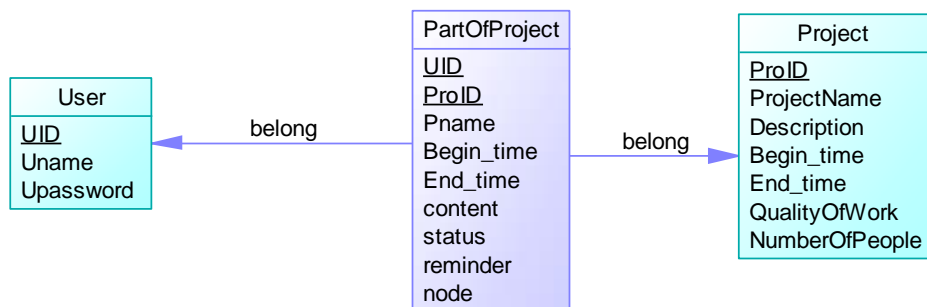 User
UID
Uname
Upassword
belong
PartOfProject
UID
ProID
Pname
Begin_time
End_time
content
status
reminder
node
belong
Project
ProID
ProjectName
Description
Begin_time
End_time
QualityOfWork
NumberOfPeople